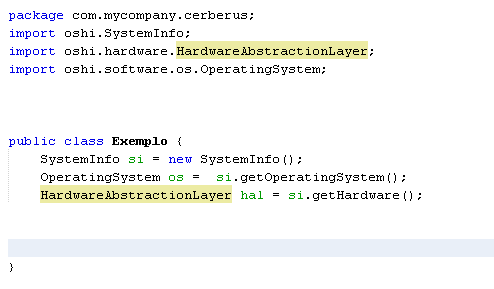 package com.mycompany.cerberus;
import oshi.SystemInfo;
import oshi.hardware.HardwareAbstractionLayer;
import oshi.software.os.OperatingSystem;
public class Exemplo {
SystemInfo si = new SystemInfo();
OperatingSystem os =  si.getOperatingSystem();
HardwareAbstractionLayer hal = si.getHardware();
}